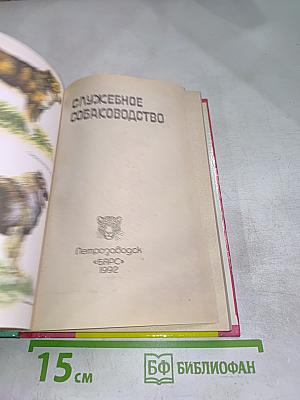 СЛУЖЕБНОЕ
СОБАКОВОДСТВО
Петрозаводск
«БАРС»
1992
15 см
БФ БИБЛИОФАН